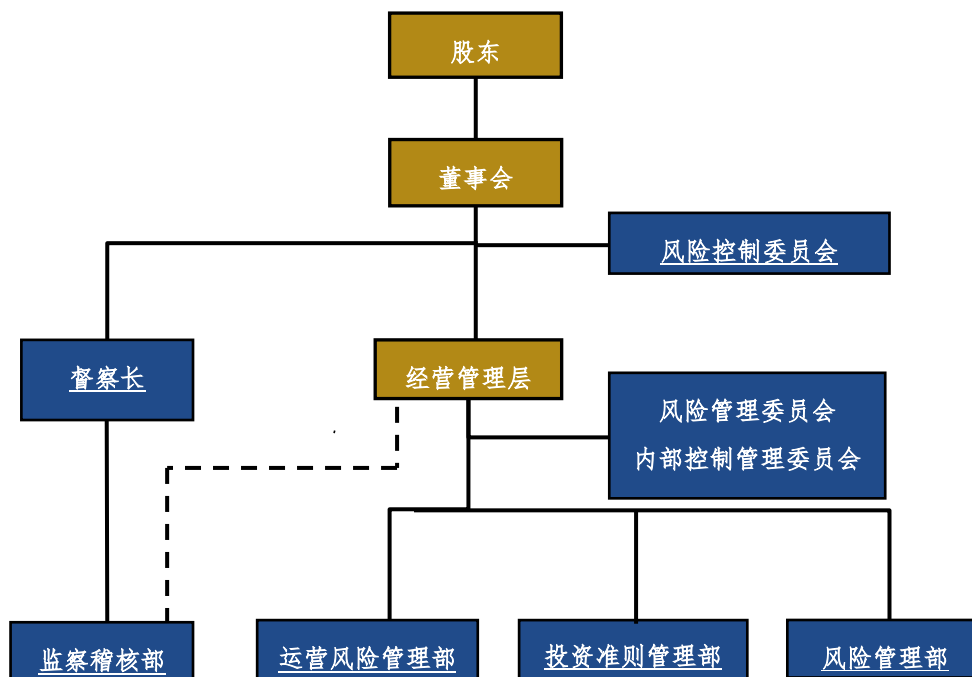 股东
董事会
风险控制委员会
督察长
经营管理层
风险管理委员会
内部控制管理委员会
监察稽核部
运营风险管理部
投资准则管理部
风险管理部